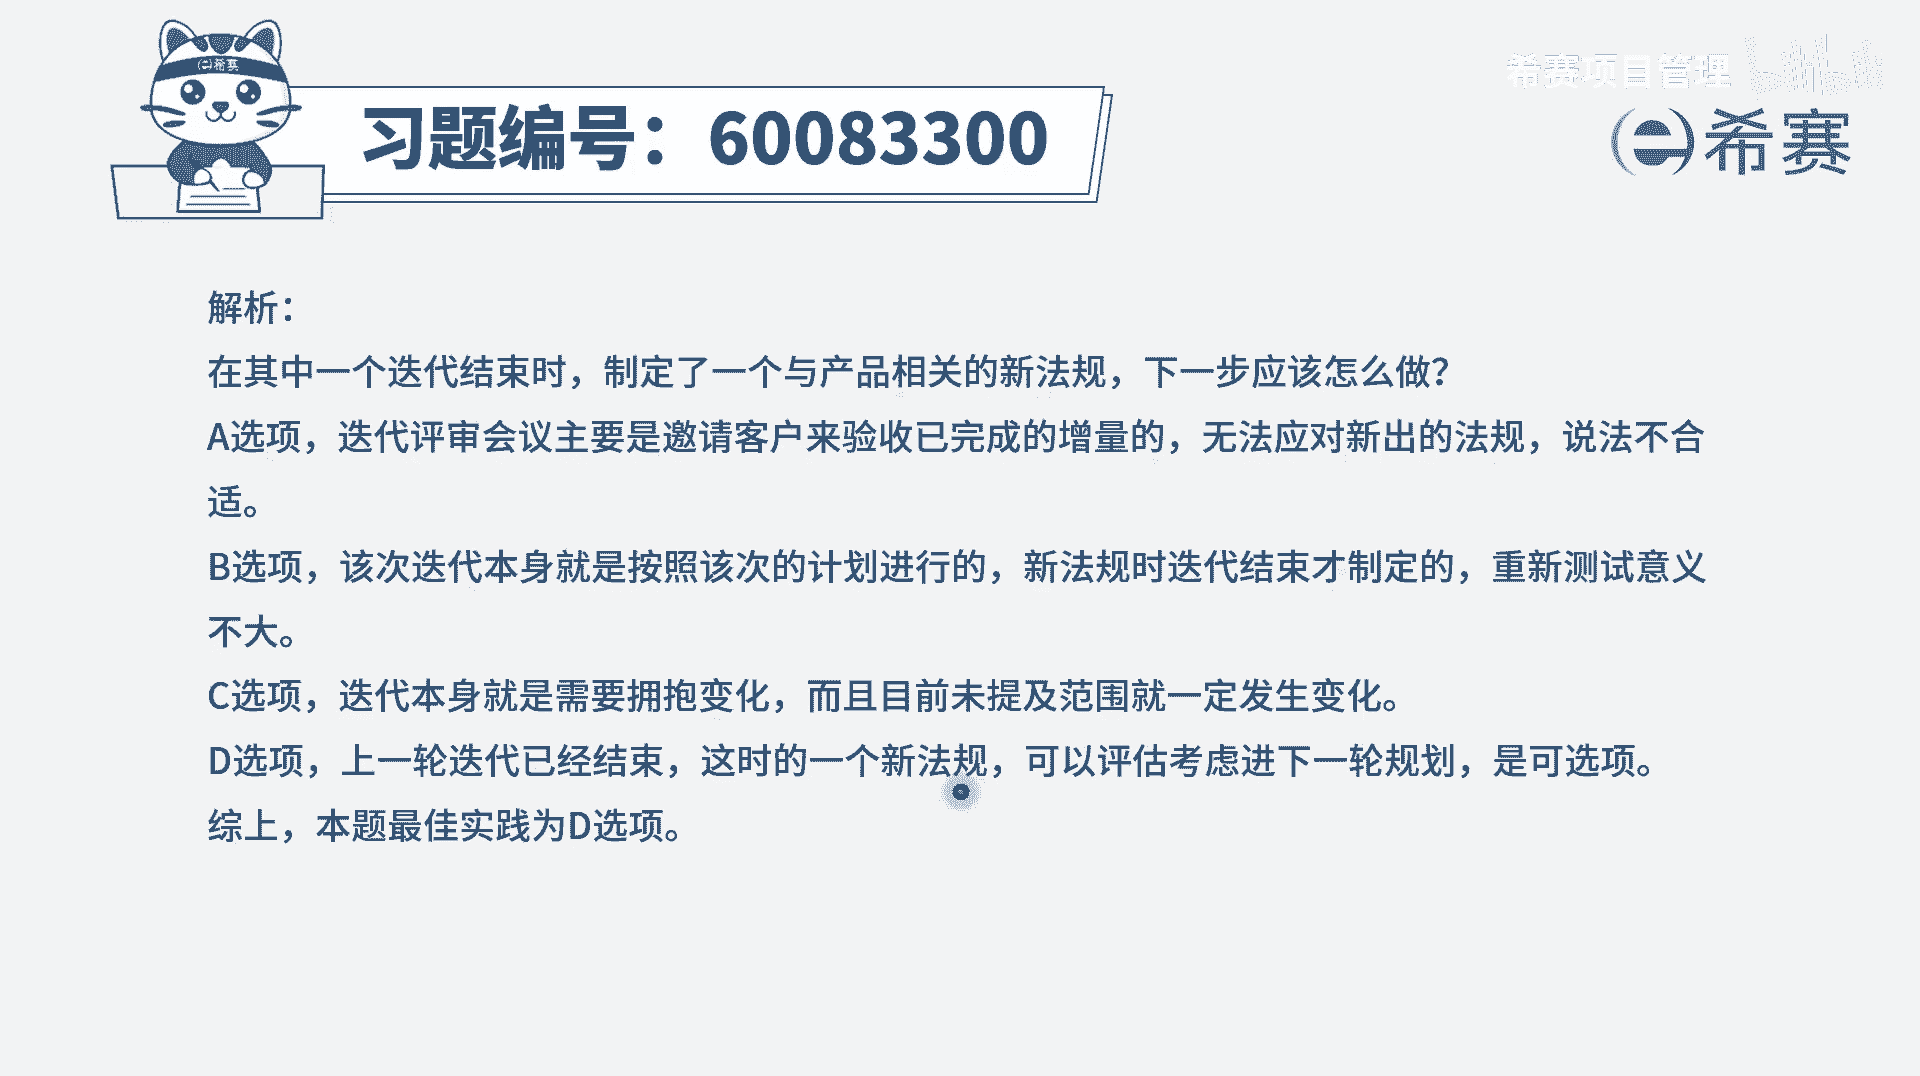 希赛
习题编号：60083300
希赛项目管理
bilibili
希赛
解析：
在其中一个迭代结束时，制定了一个与产品相关的新法规，下一步应该怎么做？
A选项，迭代评审会议主要是邀请客户来验收已完成的增量的，无法应对新出的法规，说法不合
适。
B选项，该次迭代本身就是按照该次的计划进行的，新法规时迭代结束才制定的，重新测试意义
不大。
C选项，迭代本身就是需要拥抱变化，而且目前未提及范围就一定发生变化。
D选项，上一轮迭代已经结束，这时的一个新法规，可以评估考虑进下一轮规划，是可选项。
综上，本题最佳实践为D选项。